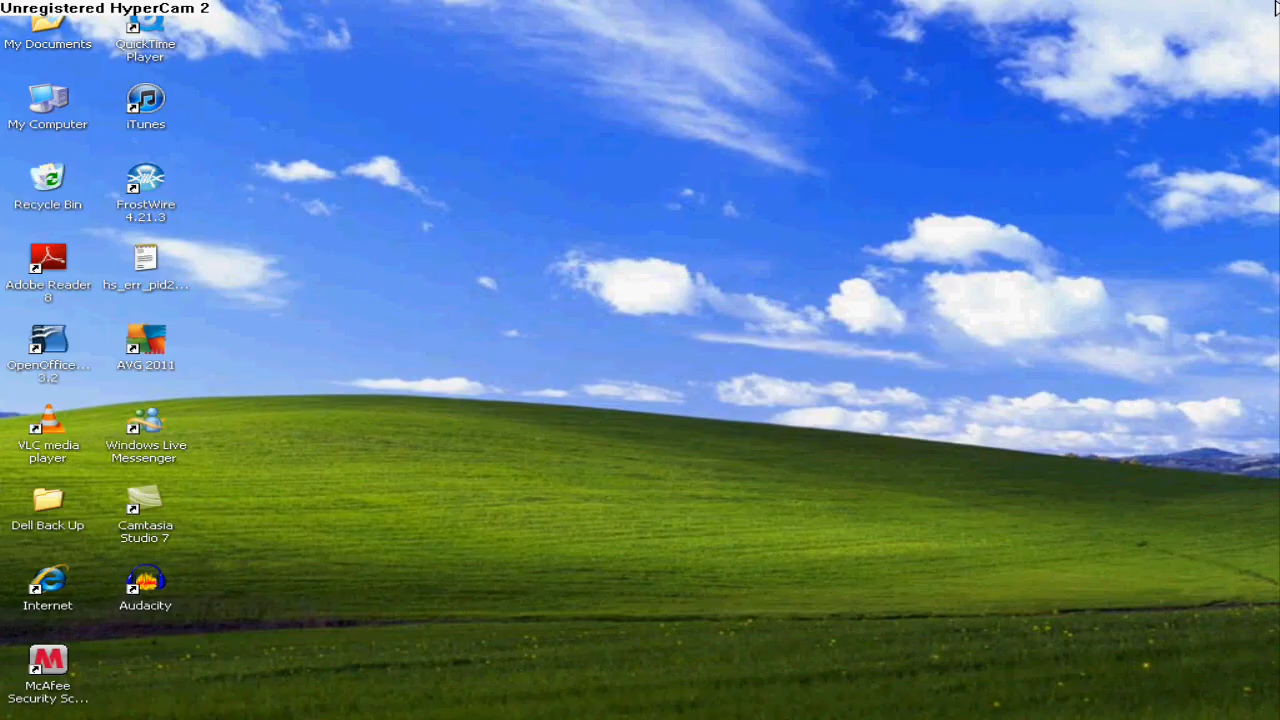 Unregistered HyperCam 2
My Documents
QuickTime
Player
My Computer
iTunes
Recycle Bin
FrostWire
4.21.3
Adobe Reader
8
hs_err_pid2...
OpenOffice...
3.2
AVG 2011
VLC media
player
Windows Live
Messenger
Dell Back Up
Camtasia
Studio 7
Internet
Audacity
McAfee
Security Sc...